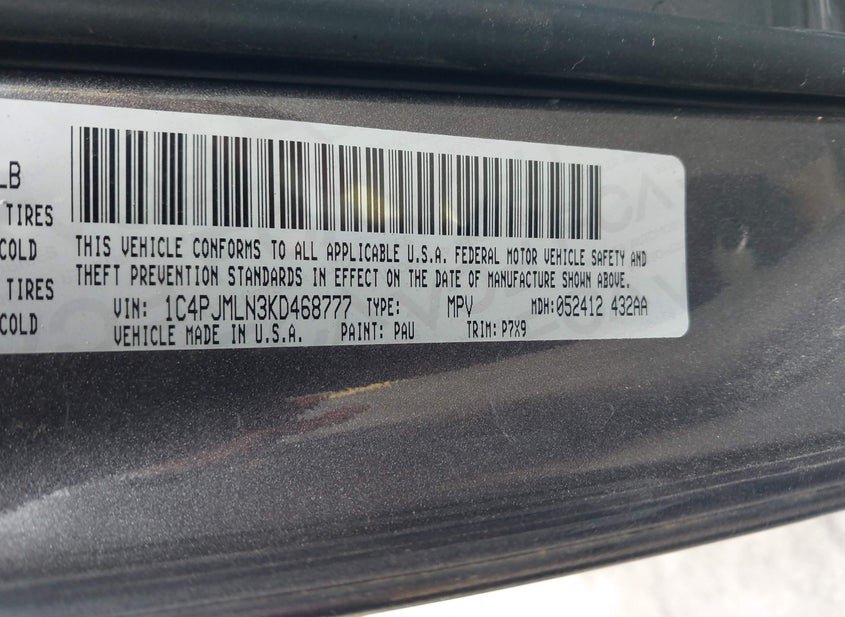 LB
TIRES
COLD
THIS VEHICLE CONFORMS TO ALL APPLICABLE U.S.A. FEDERAL MOTOR VEHICLE SAFETY AND
THEFT PREVENTION STANDARDS IN EFFECT ON THE DATE OF MANUFACTURE SHOWN ABOVE.
TIRES
VIN: 1C4PJMLN3KD468777 TYPE: MPV MDH:052412 432AA
COLD
VEHICLE MADE IN U.S.A. PAINT: PAU TRIM: P7X9